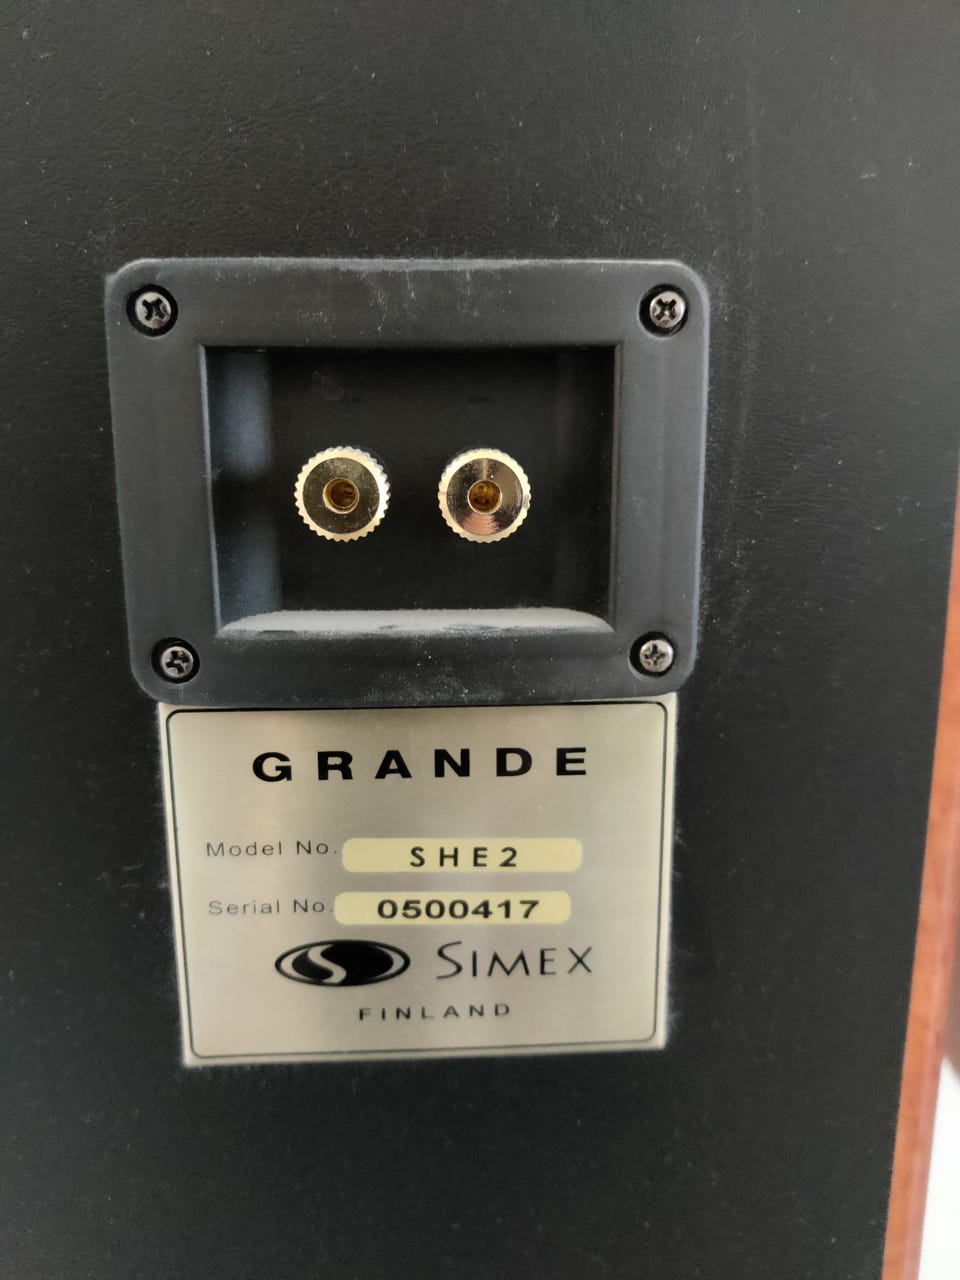 GRANDE
Model No. SHE2
Serial No. 0500417
SIMEX
FINLAND